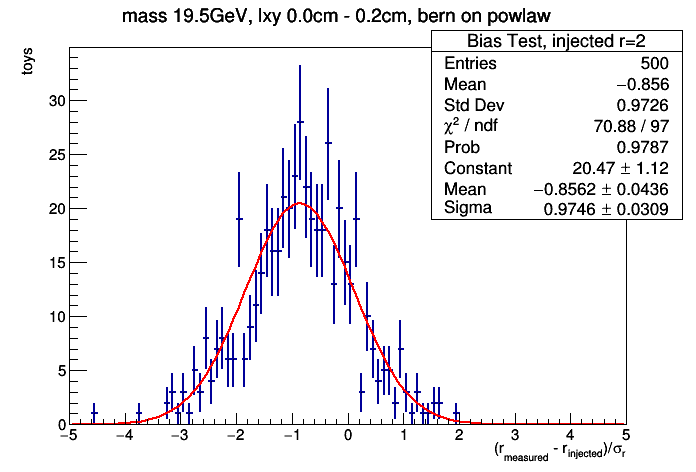 mass 19.5GeV, lxy 0.0cm - 0.2cm, bern on powlaw
Bias Test, injected r=2
Entries 500
Mean −0.856
Std Dev 0.9726
χ² / ndf 70.88 / 97
Prob 0.9787
Constant 20.47 ± 1.12
Mean −0.8562 ± 0.0436
Sigma 0.9746 ± 0.0309
toys
30
25
20
15
10
5
0
−5 −4 −3 −2 −1 0 1 2 3 4 5
(r_measured - r_injected)/σ_r